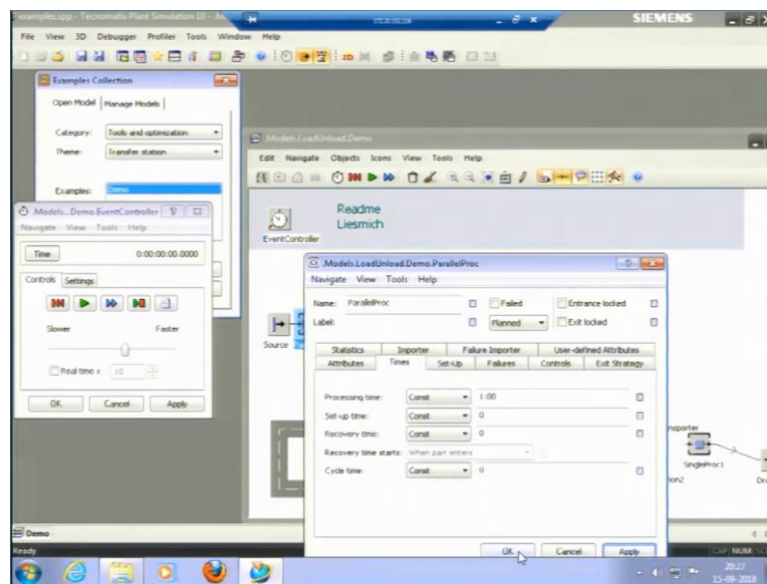 examples.spp - Tecnomatix Plant Simulation 10 -
SIEMENS
File View 3D Debugger Profiler Tools Window Help
Examples Collection
Open Model Manage Models
Category: Tools and optimization
Theme: Transfer station
Examples: Demo
.Models.LoadUnload.Demo
Edit Navigate Objects Icons View Tools Help
Readme
Liesmich
EventController
.Models...Demo.EventController
Navigate View Tools Help
Time 0:00:00:00.0000
Controls Settings
Slower Faster
Real time x 10
OK Cancel Apply
Source
.Models.LoadUnload.Demo.ParallelProc
Navigate View Tools Help
Name: ParallelProc Failed Entrance locked
Label: Planned Exit locked
Statistics Importer Failure Importer User-defined Attributes
Attributes Times Set-Up Failures Controls Exit Strategy
Processing time: Const 1:00
Set-up time: Const 0
Recovery time: Const 0
Recovery time starts: When part enters
Cycle time: Const 0
OK Cancel Apply
nsporter
SingleProc1
Demo
Ready
CAP NUM
20:27
15-09-2018